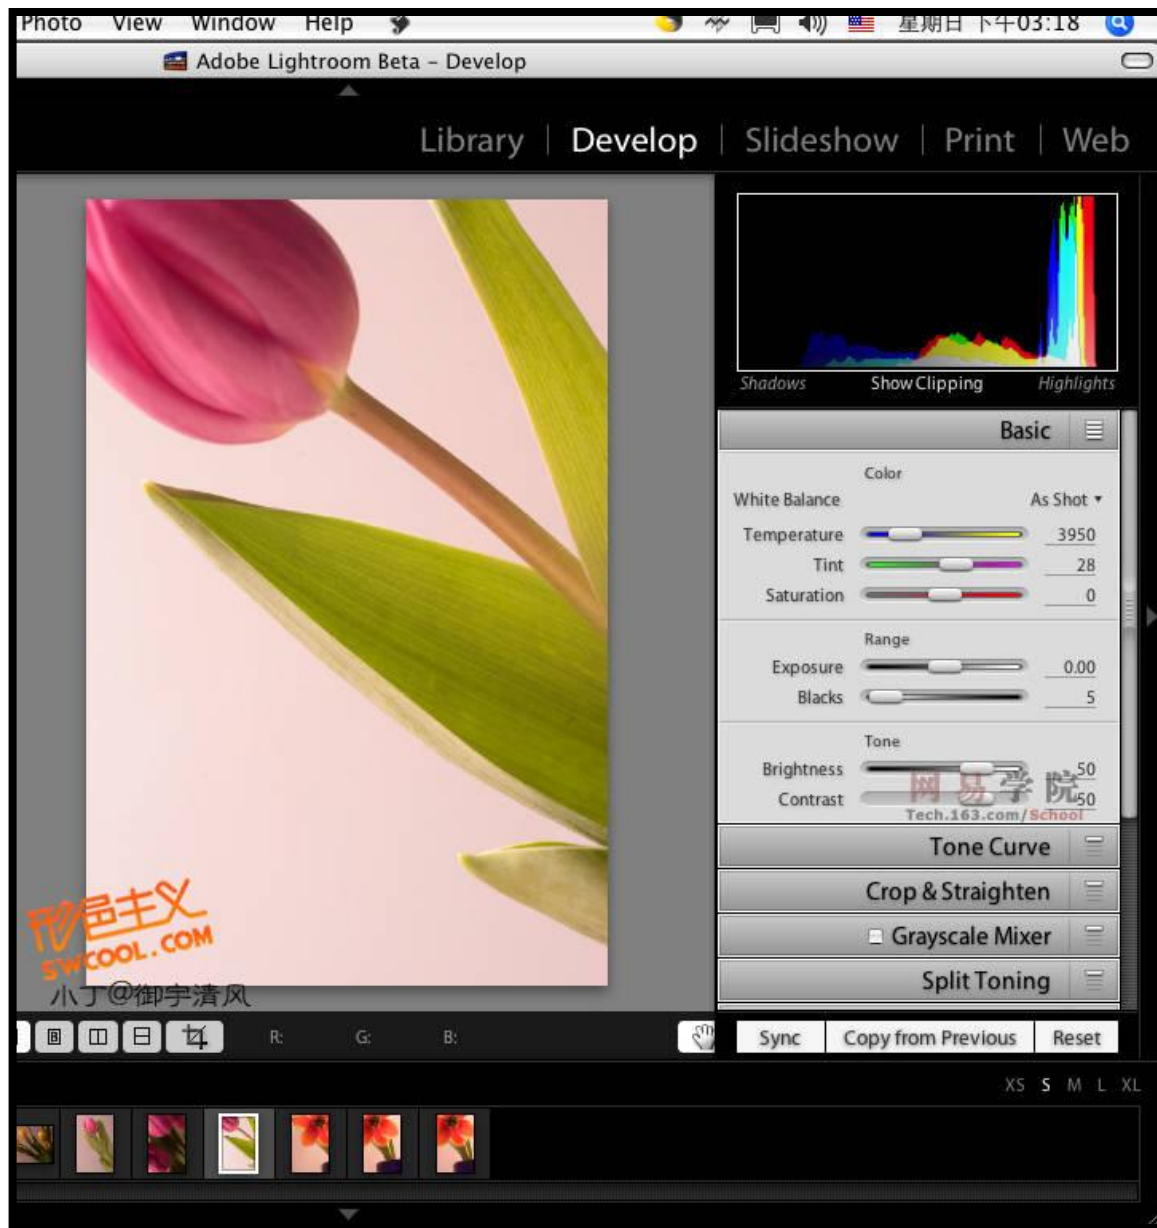 Photo View Window Help 星期日 下午03:18
Adobe Lightroom Beta – Develop
Library | Develop | Slideshow | Print | Web
Shadows Show Clipping Highlights
Basic
Color
White Balance As Shot
Temperature 3950
Tint 28
Saturation 0
Range
Exposure 0.00
Blacks 5
Tone
Brightness 50
Contrast 50
网易学院
Tech.163.com/School
Tone Curve
Crop & Straighten
Grayscale Mixer
Split Toning
形色主义
SWCOOL.COM
小丁@御宇清风
B R: G: B:
Sync Copy from Previous Reset
XS S M L XL